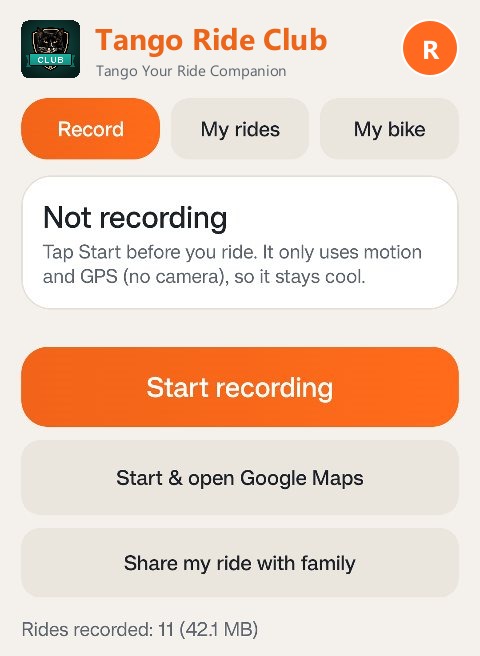 CLUB
Tango Ride Club
Tango Your Ride Companion
R
Record
My rides
My bike
Not recording
Tap Start before you ride. It only uses motion
and GPS (no camera), so it stays cool.
Start recording
Start & open Google Maps
Share my ride with family
Rides recorded: 11 (42.1 MB)